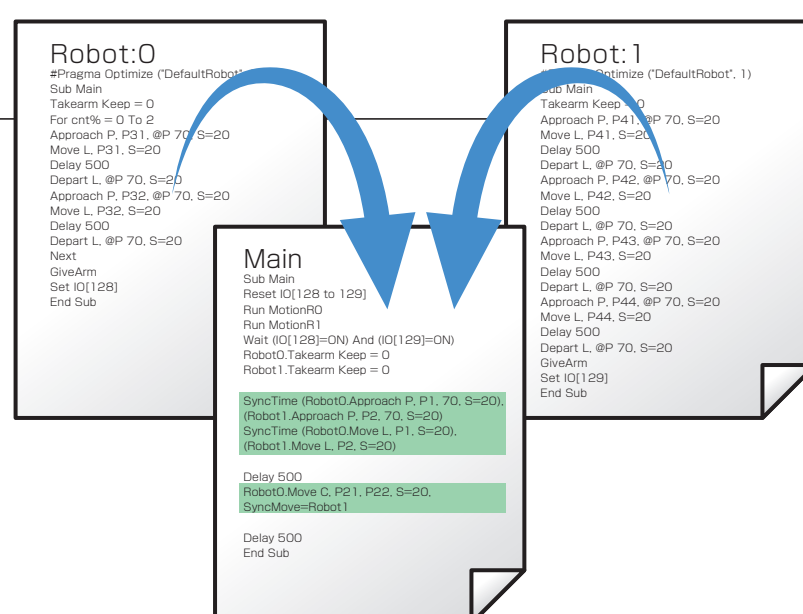 Robot:0
#Pragma Optimize ("DefaultRobot",
Sub Main
Takearm Keep = 0
For cnt% = 0 To 2
Approach P, P31, @P 70, S=20
Move L, P31, S=20
Delay 500
Depart L, @P 70, S=20
Approach P, P32, @P 70, S=20
Move L, P32, S=20
Delay 500
Depart L, @P 70, S=20
Next
GiveArm
Set IO[128]
End Sub
Robot:1
Optimize ("DefaultRobot", 1)
Sub Main
Takearm Keep = 0
Approach P, P41, @P 70, S=20
Move L, P41, S=20
Delay 500
Depart L, @P 70, S=20
Approach P, P42, @P 70, S=20
Move L, P42, S=20
Delay 500
Depart L, @P 70, S=20
Approach P, P43, @P 70, S=20
Move L, P43, S=20
Delay 500
Depart L, @P 70, S=20
Approach P, P44, @P 70, S=20
Move L, P44, S=20
Delay 500
Depart L, @P 70, S=20
GiveArm
Set IO[129]
End Sub
Main
Sub Main
Reset IO[128 to 129]
Run MotionR0
Run MotionR1
Wait (IO[128]=ON) And (IO[129]=ON)
Robot0.Takearm Keep = 0
Robot1.Takearm Keep = 0
SyncTime (Robot0.Approach P, P1, 70, S=20),
(Robot1.Approach P, P2, 70, S=20)
SyncTime (Robot0.Move L, P1, S=20),
(Robot1.Move L, P2, S=20)
Delay 500
Robot0.Move C, P21, P22, S=20,
SyncMove=Robot1
Delay 500
End Sub